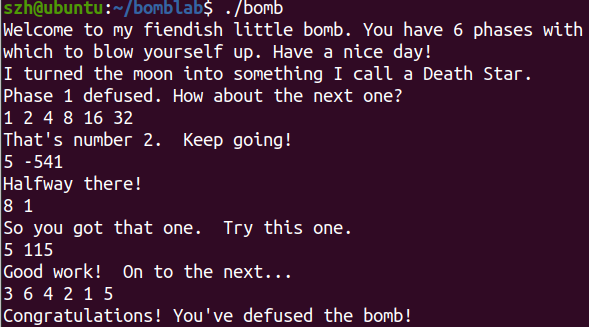 szh@ubuntu:~/bomblab$ ./bomb
Welcome to my fiendish little bomb. You have 6 phases with
which to blow yourself up. Have a nice day!
I turned the moon into something I call a Death Star.
Phase 1 defused. How about the next one?
1 2 4 8 16 32
That's number 2.  Keep going!
5 -541
Halfway there!
8 1
So you got that one.  Try this one.
5 115
Good work!  On to the next...
3 6 4 2 1 5
Congratulations! You've defused the bomb!